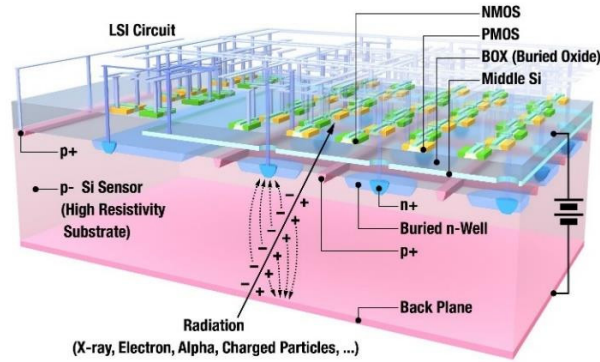 LSI Circuit
NMOS
PMOS
BOX (Buried Oxide)
Middle Si
p+
p- Si Sensor
(High Resistivity
Substrate)
n+
Buried n-Well
p+
Back Plane
Radiation
(X-ray, Electron, Alpha, Charged Particles, ...)